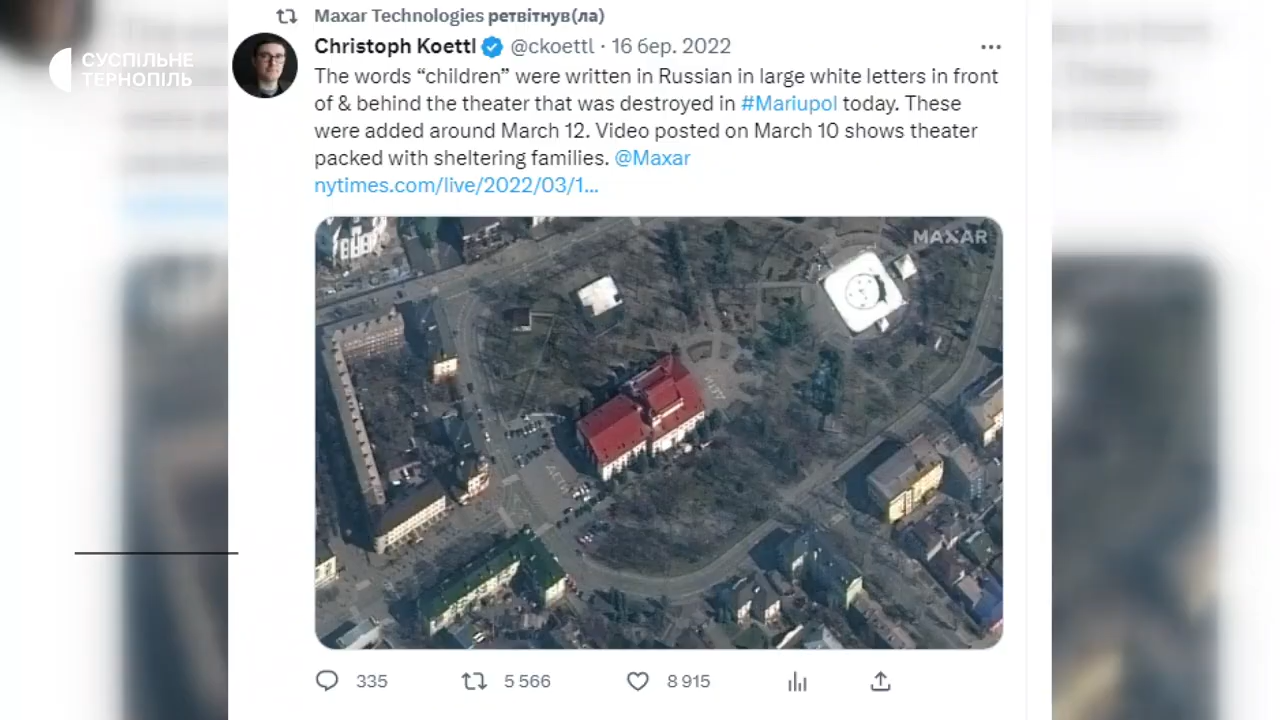 Maxar Technologies ретвітнув(ла)
СУСПІЛЬНЕ
ТЕРНОПІЛЬ
Christoph Koettl @ckoettl · 16 бер. 2022
The words “children” were written in Russian in large white letters in front
of & behind the theater that was destroyed in #Mariupol today. These
were added around March 12. Video posted on March 10 shows theater
packed with sheltering families. @Maxar
nytimes.com/live/2022/03/1...
MAXAR
ДЕТИ
ДЕТИ
335
5 566
8 915